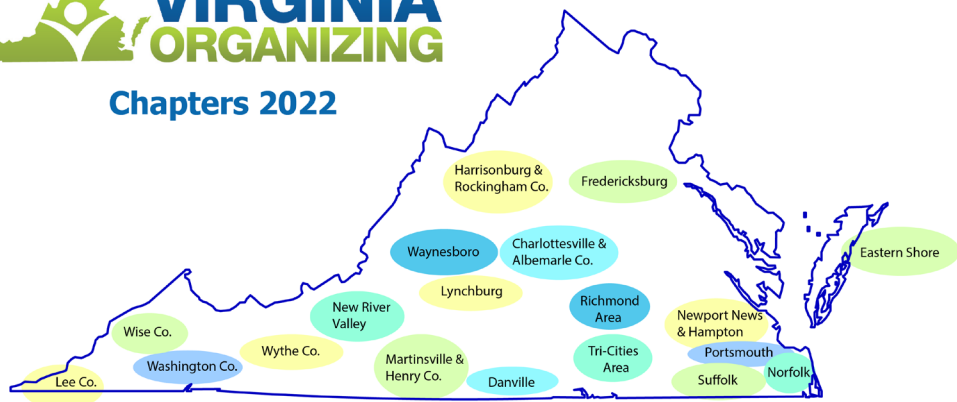 VIRGINIA
ORGANIZING
Chapters 2022
Harrisonburg &
Rockingham Co.
Fredericksburg
Waynesboro
Charlottesville &
Albemarle Co.
Eastern Shore
Lynchburg
New River
Valley
Richmond
Area
Newport News
& Hampton
Wise Co.
Wythe Co.
Washington Co.
Martinsville &
Henry Co.
Tri-Cities
Area
Portsmouth
Lee Co.
Danville
Suffolk
Norfolk